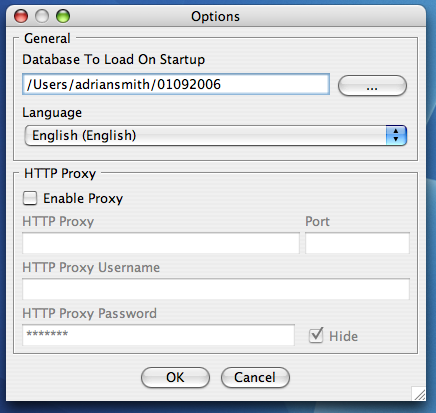 Options
General
Database To Load On Startup
/Users/adriansmith/01092006
...
Language
English (English)
HTTP Proxy
Enable Proxy
HTTP Proxy Port
HTTP Proxy Username
HTTP Proxy Password
*******
Hide
OK Cancel